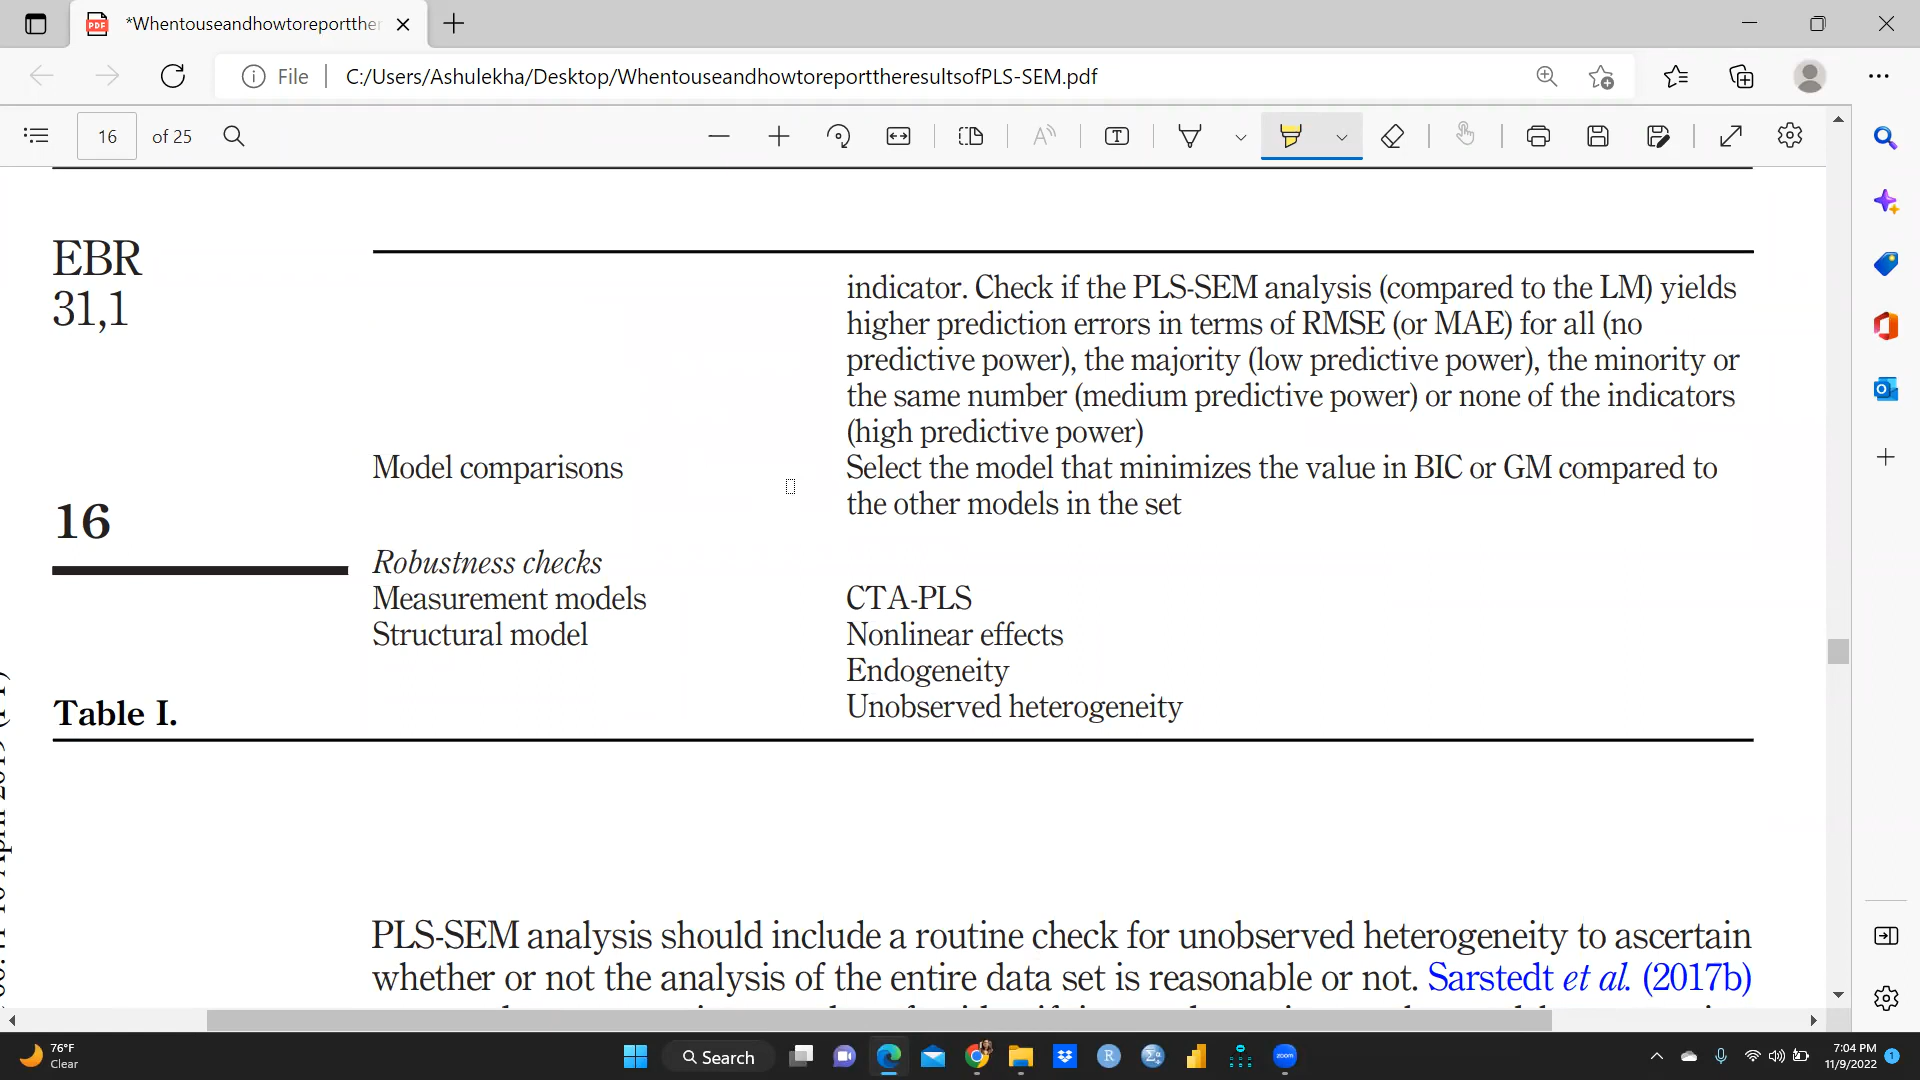 *Whentouseandhowtoreportther
File
C:/Users/Ashulekha/Desktop/WhentouseandhowtoreporttheresultsofPLS-SEM.pdf
16 of 25
EBR
31,1
indicator. Check if the PLS-SEM analysis (compared to the LM) yields
higher prediction errors in terms of RMSE (or MAE) for all (no
predictive power), the majority (low predictive power), the minority or
the same number (medium predictive power) or none of the indicators
(high predictive power)
Model comparisons
Select the model that minimizes the value in BIC or GM compared to
the other models in the set
16
Robustness checks
Measurement models
CTA-PLS
Structural model
Nonlinear effects
Endogeneity
Unobserved heterogeneity
Table I.
PLS-SEM analysis should include a routine check for unobserved heterogeneity to ascertain
whether or not the analysis of the entire data set is reasonable or not. Sarstedt et al. (2017b)
76°F
Clear
Search
zoom
7:04 PM
11/9/2022
1